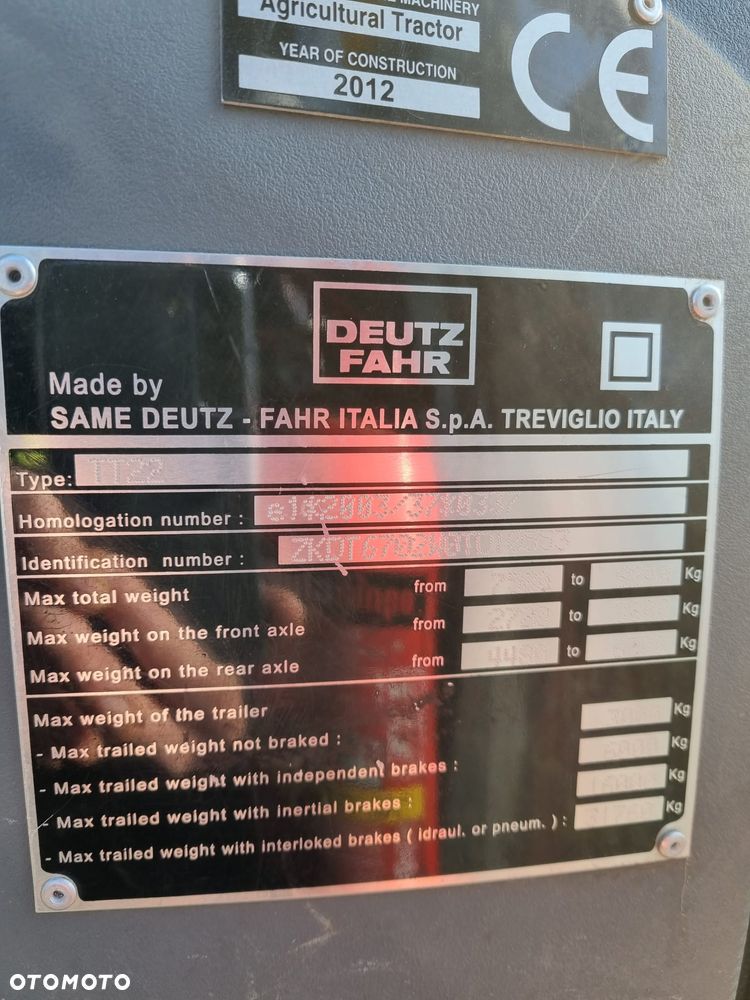 MACHINERY
Agricultural Tractor
YEAR OF CONSTRUCTION
2012
CE
DEUTZ
FAHR
Made by
SAME DEUTZ - FAHR ITALIA S.p.A. TREVIGLIO ITALY
Type: TT22
Homologation number :
Identification number :
Max total weight from to Kg
Max weight on the front axle from to Kg
Max weight on the rear axle from to Kg
Max weight of the trailer
- Max trailed weight not braked : Kg
- Max trailed weight with independent brakes : Kg
- Max trailed weight with inertial brakes : Kg
- Max trailed weight with interloked brakes ( idraul. or pneum. ) : Kg
OTOMOTO